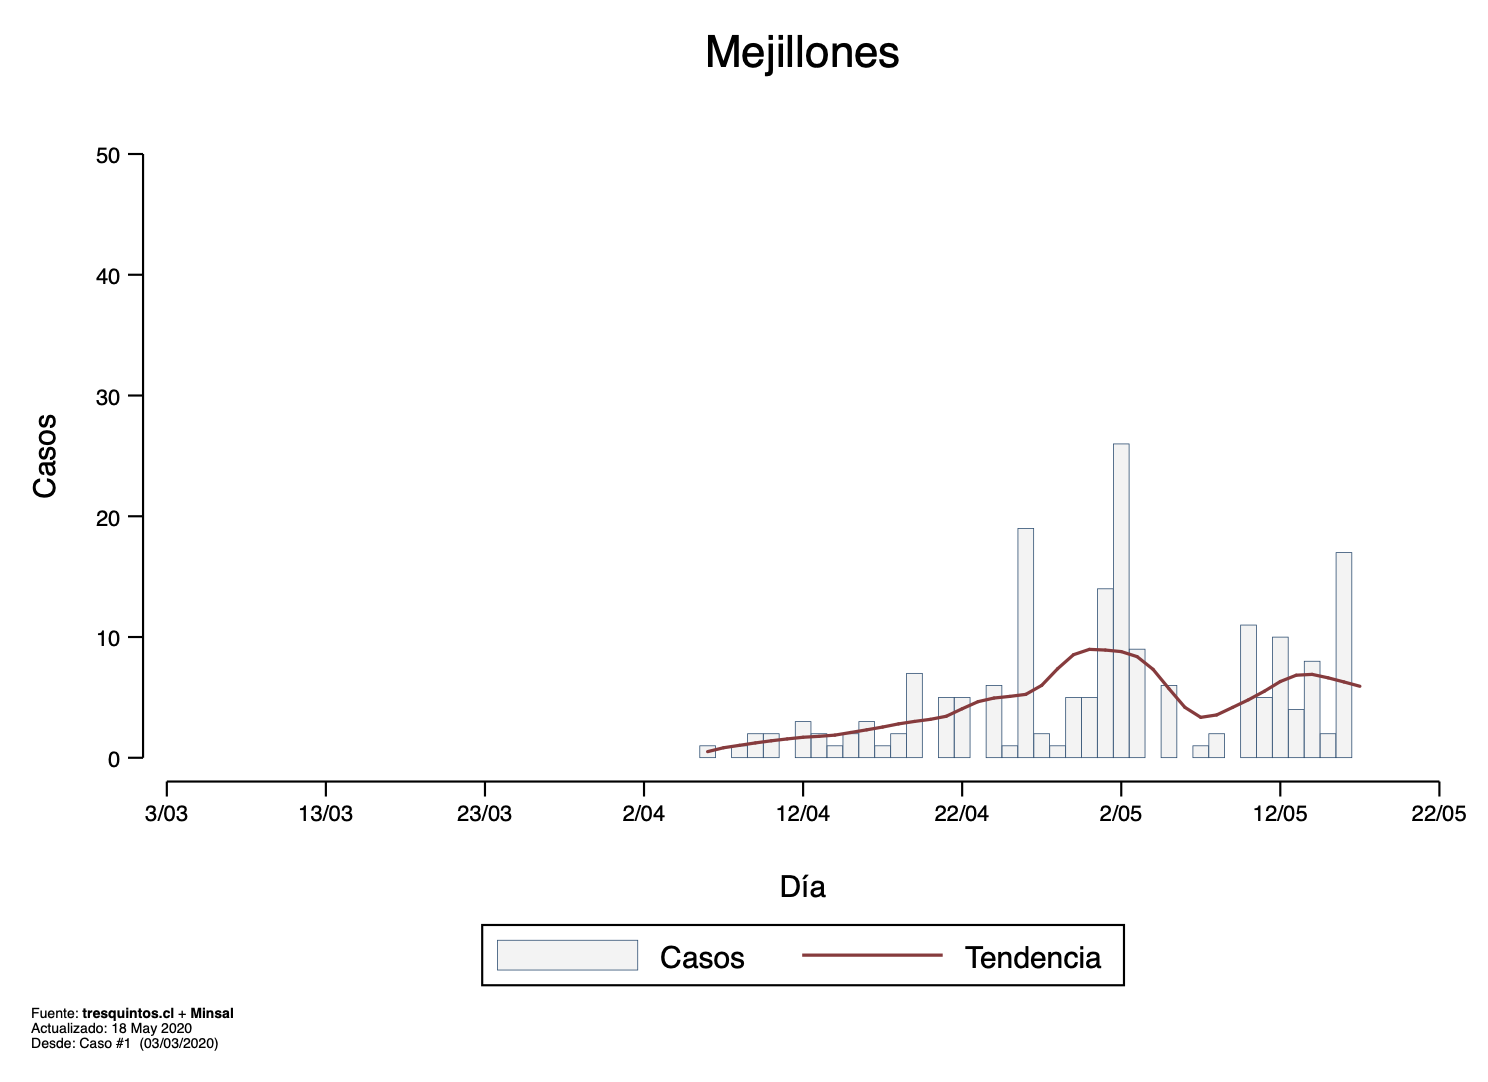 Mejillones
50
40
30
20
10
0
Casos
3/03 13/03 23/03 2/04 12/04 22/04 2/05 12/05 22/05
Día
Casos Tendencia
Fuente: tresquintos.cl + Minsal
Actualizado: 18 May 2020
Desde: Caso #1 (03/03/2020)